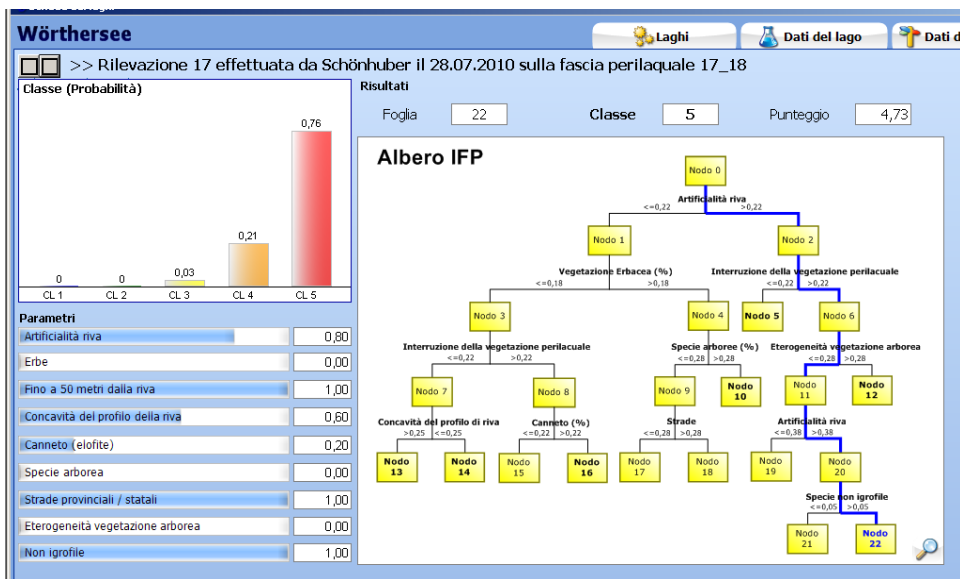 Wörthersee
Laghi
Dati del lago
Dati d
>> Rilevazione 17 effettuata da Schönhuber il 28.07.2010 sulla fascia perilaquale 17_18
Classe (Probabilità)
0
0
0,03
0,21
0,76
CL 1
CL 2
CL 3
CL 4
CL 5
Parametri
Artificialità riva 0,80
Erbe 0,00
Fino a 50 metri dalla riva 1,00
Concavità del profilo della riva 0,60
Canneto (elofite) 0,20
Specie arborea 0,00
Strade provinciali / statali 1,00
Eterogeneità vegetazione arborea 0,00
Non igrofile 1,00
Risultati
Foglia 22
Classe 5
Punteggio 4,73
Albero IFP
Nodo 0
Artificialità riva
<=0,22 >0,22
Nodo 1
Nodo 2
Vegetazione Erbacea (%)
<=0,18 >0,18
Interruzione della vegetazione perilacuale
<=0,22 >0,22
Nodo 3
Nodo 4
Nodo 5
Nodo 6
Interruzione della vegetazione perilacuale
<=0,22 >0,22
Specie arboree (%)
<=0,28 >0,28
Eterogeneità vegetazione arborea
<=0,28 >0,28
Nodo 7
Nodo 8
Nodo 9
Nodo
10
Nodo
11
Nodo
12
Concavità del profilo di riva
>0,25 <=0,25
Canneto (%)
<=0,22 >0,22
Strade
<=0,28 >0,28
Artificialità riva
<=0,38 >0,38
Nodo
13
Nodo
14
Nodo
15
Nodo
16
Nodo
17
Nodo
18
Nodo
19
Nodo
20
Specie non igrofile
<=0,05 >0,05
Nodo
21
Nodo
22